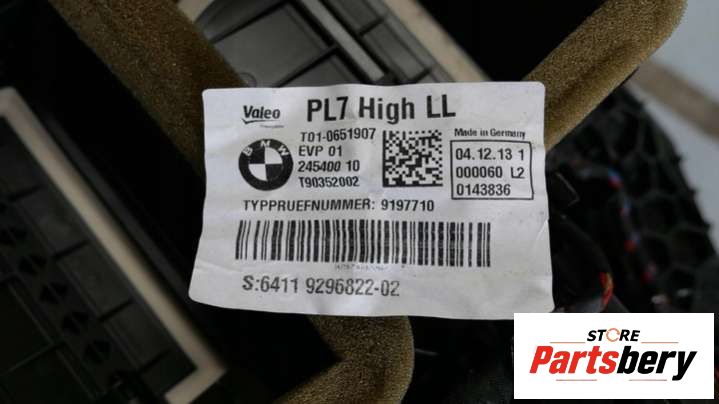 Valeo
PL7 High LL
T01-0651907
EVP 01
245400 10
T90352002
BMW
Made in Germany
04.12.13 1
000060 L2
0143836
TYPPRUEFNUMMER: 9197710
S:6411 9296822-02
STORE
Partsbery